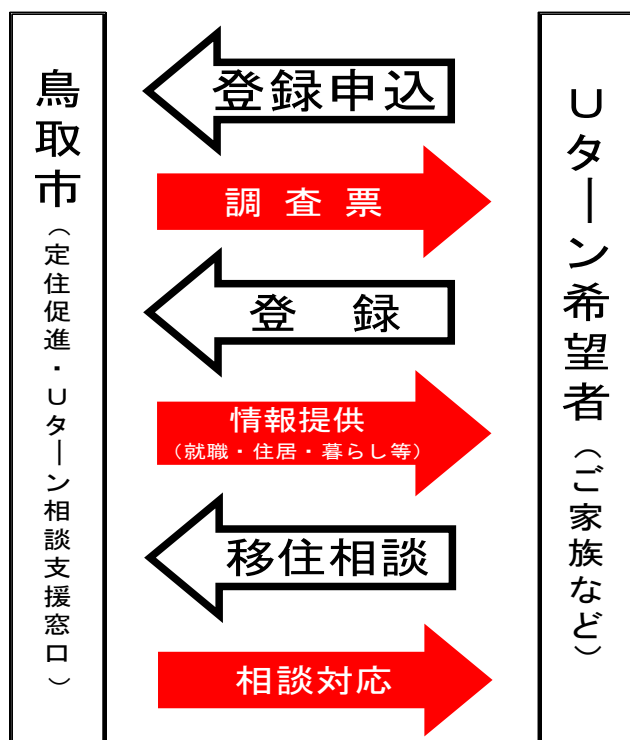 鳥取市（定住促進・Uターン相談支援窓口）
登録申込
調査票
登　録
情報提供
（就職・住居・暮らし等）
移住相談
相談対応
Uターン希望者（ご家族など）